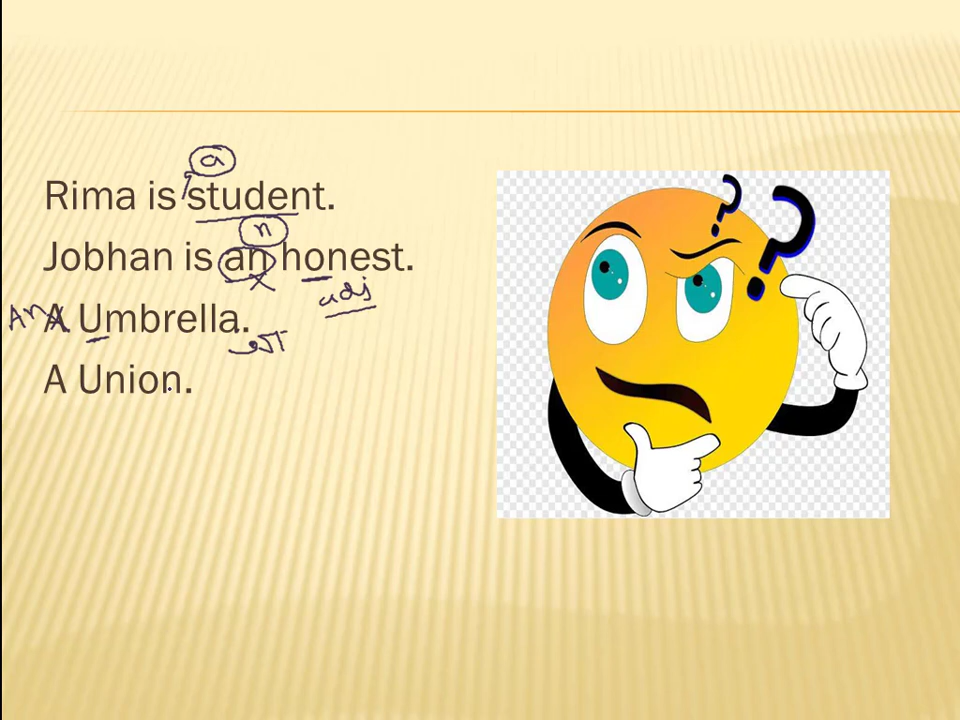 a
Rima is student.
n
Jobhan is an honest.
adj
An
A Umbrella.
A Union.